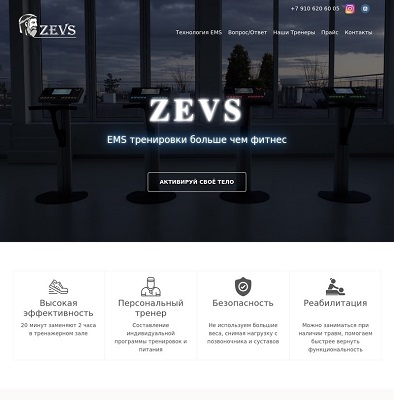 +7 910 620 60 05
ZEVS
Технология EMS Вопрос/Ответ Наши Тренеры Прайс Контакты
ZEVS
EMS тренировки больше чем фитнес
АКТИВИРУЙ СВОЁ ТЕЛО
Высокая
эффективность
20 минут заменяют 2 часа
в тренажерном зале
Персональный
тренер
Составление
индивидуальной
программы тренировок и
питания
Безопасность
Не используем большие
веса, снимая нагрузку с
позвоночника и суставов
Реабилитация
Можно заниматься при
наличии травм, помогаем
быстрее вернуть
функциональность